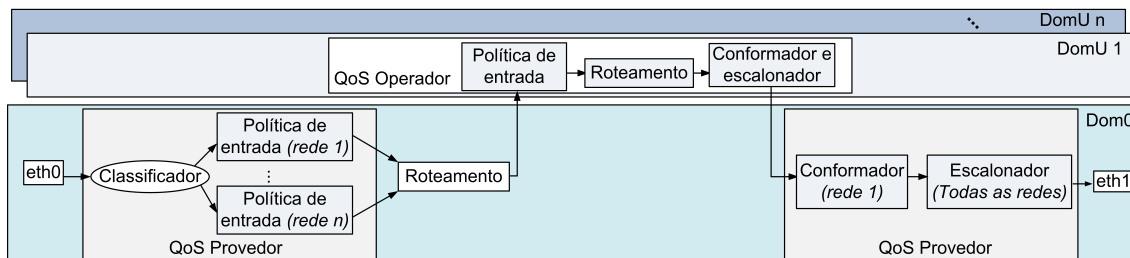 DomU n
DomU 1
QoS Operador
Política de
entrada
Roteamento
Conformador e
escalonador
Dom0
eth0
Classificador
Política de
entrada (rede 1)
...
Política de
entrada (rede n)
QoS Provedor
Roteamento
Conformador
(rede 1)
Escalonador
(Todas as redes)
QoS Provedor
eth1